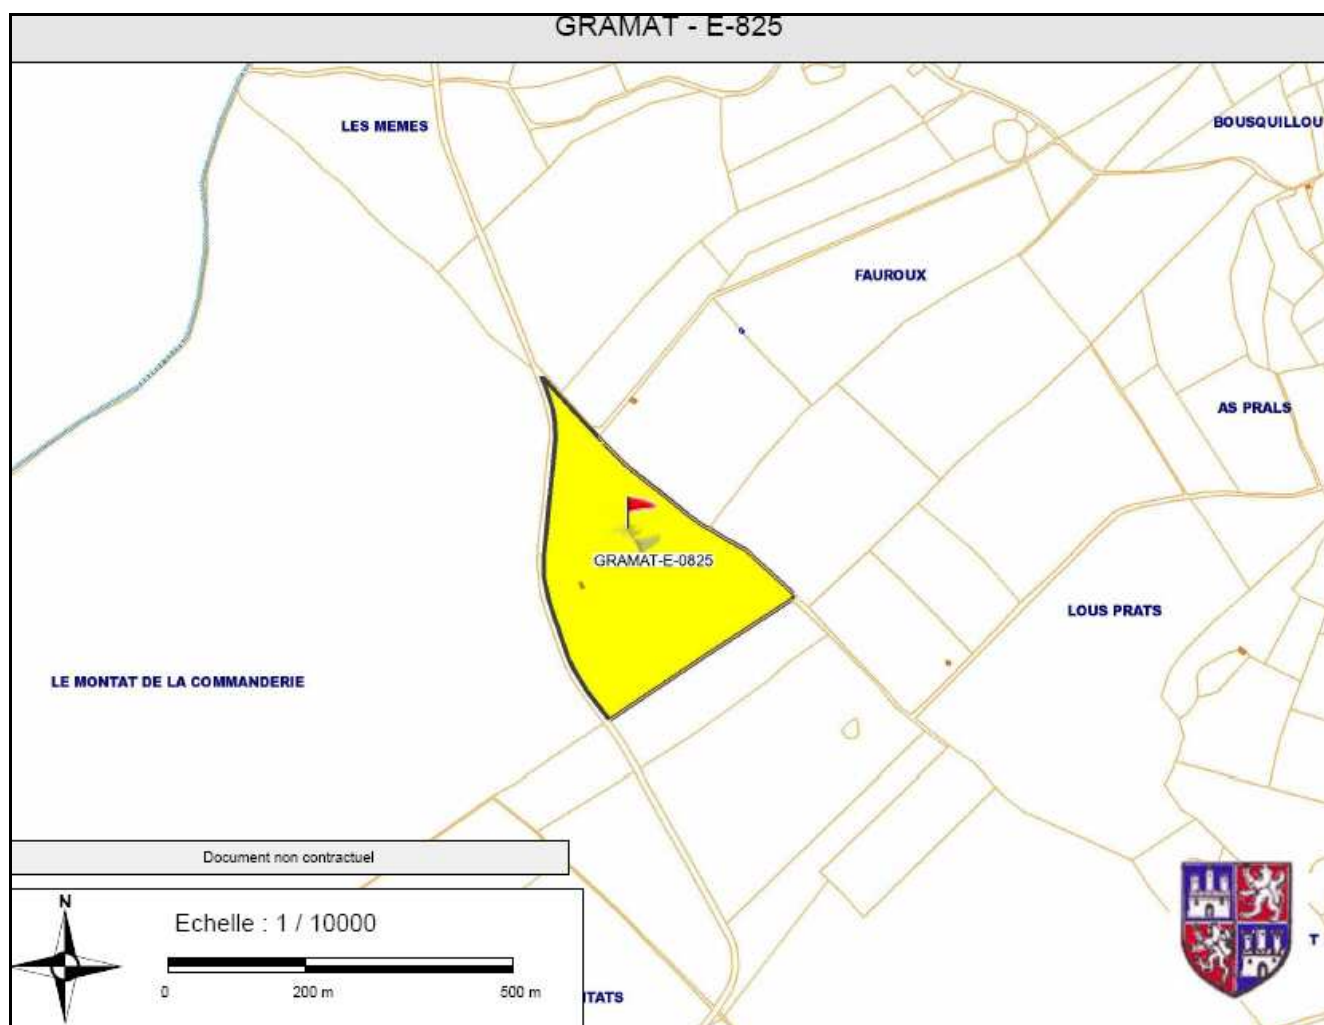 GRAMAT - E-825
LES MEMES
BOUSQUILLOU
FAUROUX
AS PRALS
GRAMAT-E-0825
LOUS PRATS
LE MONTAT DE LA COMMANDERIE
Document non contractuel
N
Echelle : 1 / 10000
0 200 m 500 m
ITATS
T